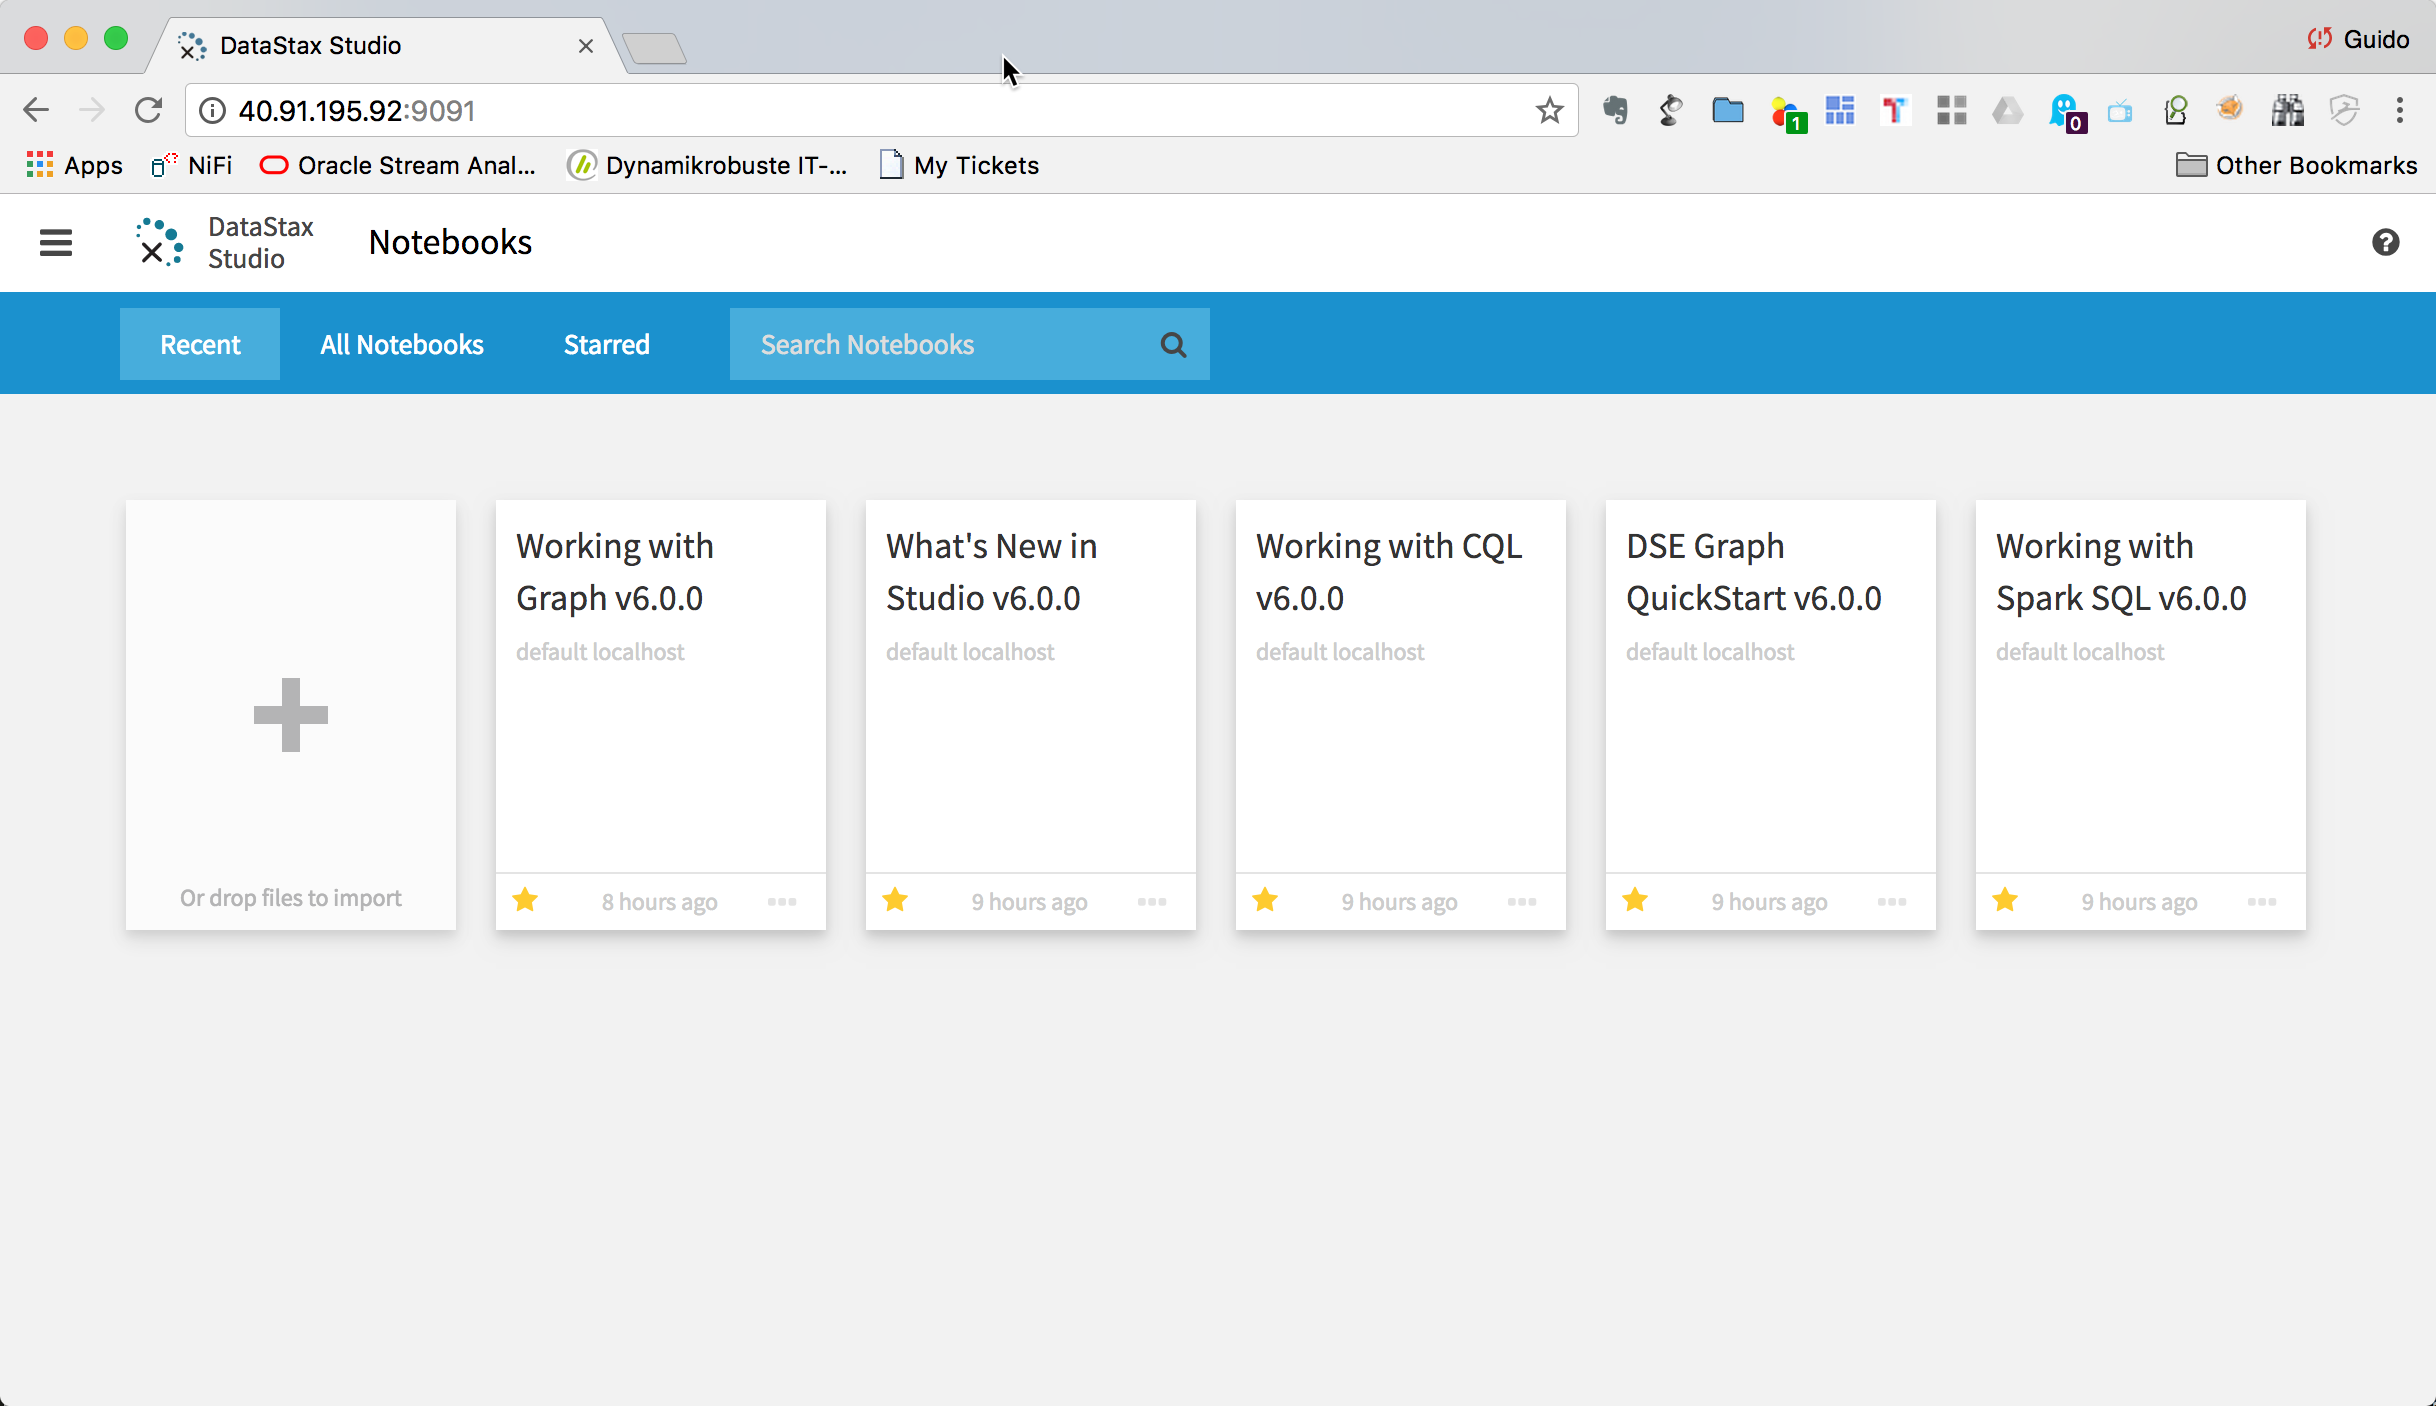 DataStax Studio
Guido
40.91.195.92:9091
1
0
Apps
NiFi
Oracle Stream Anal...
Dynamikrobuste IT-...
My Tickets
Other Bookmarks
DataStax
Studio
Notebooks
Recent
All Notebooks
Starred
Search Notebooks
Or drop files to import
Working with
Graph v6.0.0
default localhost
8 hours ago
What's New in
Studio v6.0.0
default localhost
9 hours ago
Working with CQL
v6.0.0
default localhost
9 hours ago
DSE Graph
QuickStart v6.0.0
default localhost
9 hours ago
Working with
Spark SQL v6.0.0
default localhost
9 hours ago